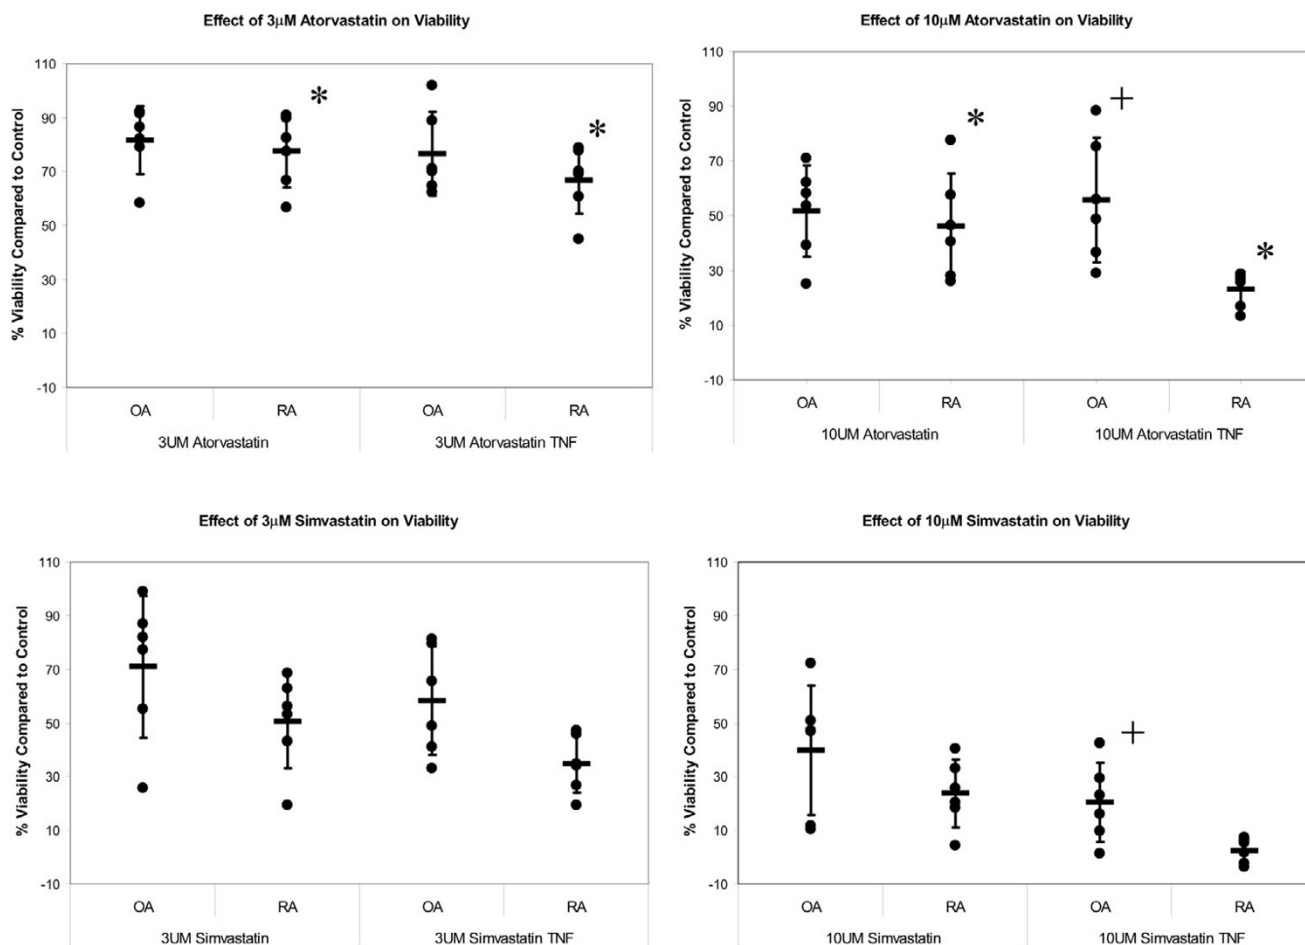 Effect of 3μM Atorvastatin on Viability
% Viability Compared to Control
110
90
70
50
30
10
-10
*
*
OA RA OA RA
3UM Atorvastatin 3UM Atorvastatin TNF
Effect of 10μM Atorvastatin on Viability
% Viability Compared to Control
110
90
70
50
30
10
-10
*
+
*
OA RA OA RA
10UM Atorvastatin 10UM Atorvastatin TNF
Effect of 3μM Simvastatin on Viability
% Viability Compared to Control
110
90
70
50
30
10
-10
OA RA OA RA
3UM Simvastatin 3UM Simvastatin TNF
Effect of 10μM Simvastatin on Viability
% Viability Compared to Control
110
90
70
50
30
10
-10
+
OA RA OA RA
10UM Simvastatin 10UM Simvastatin TNF